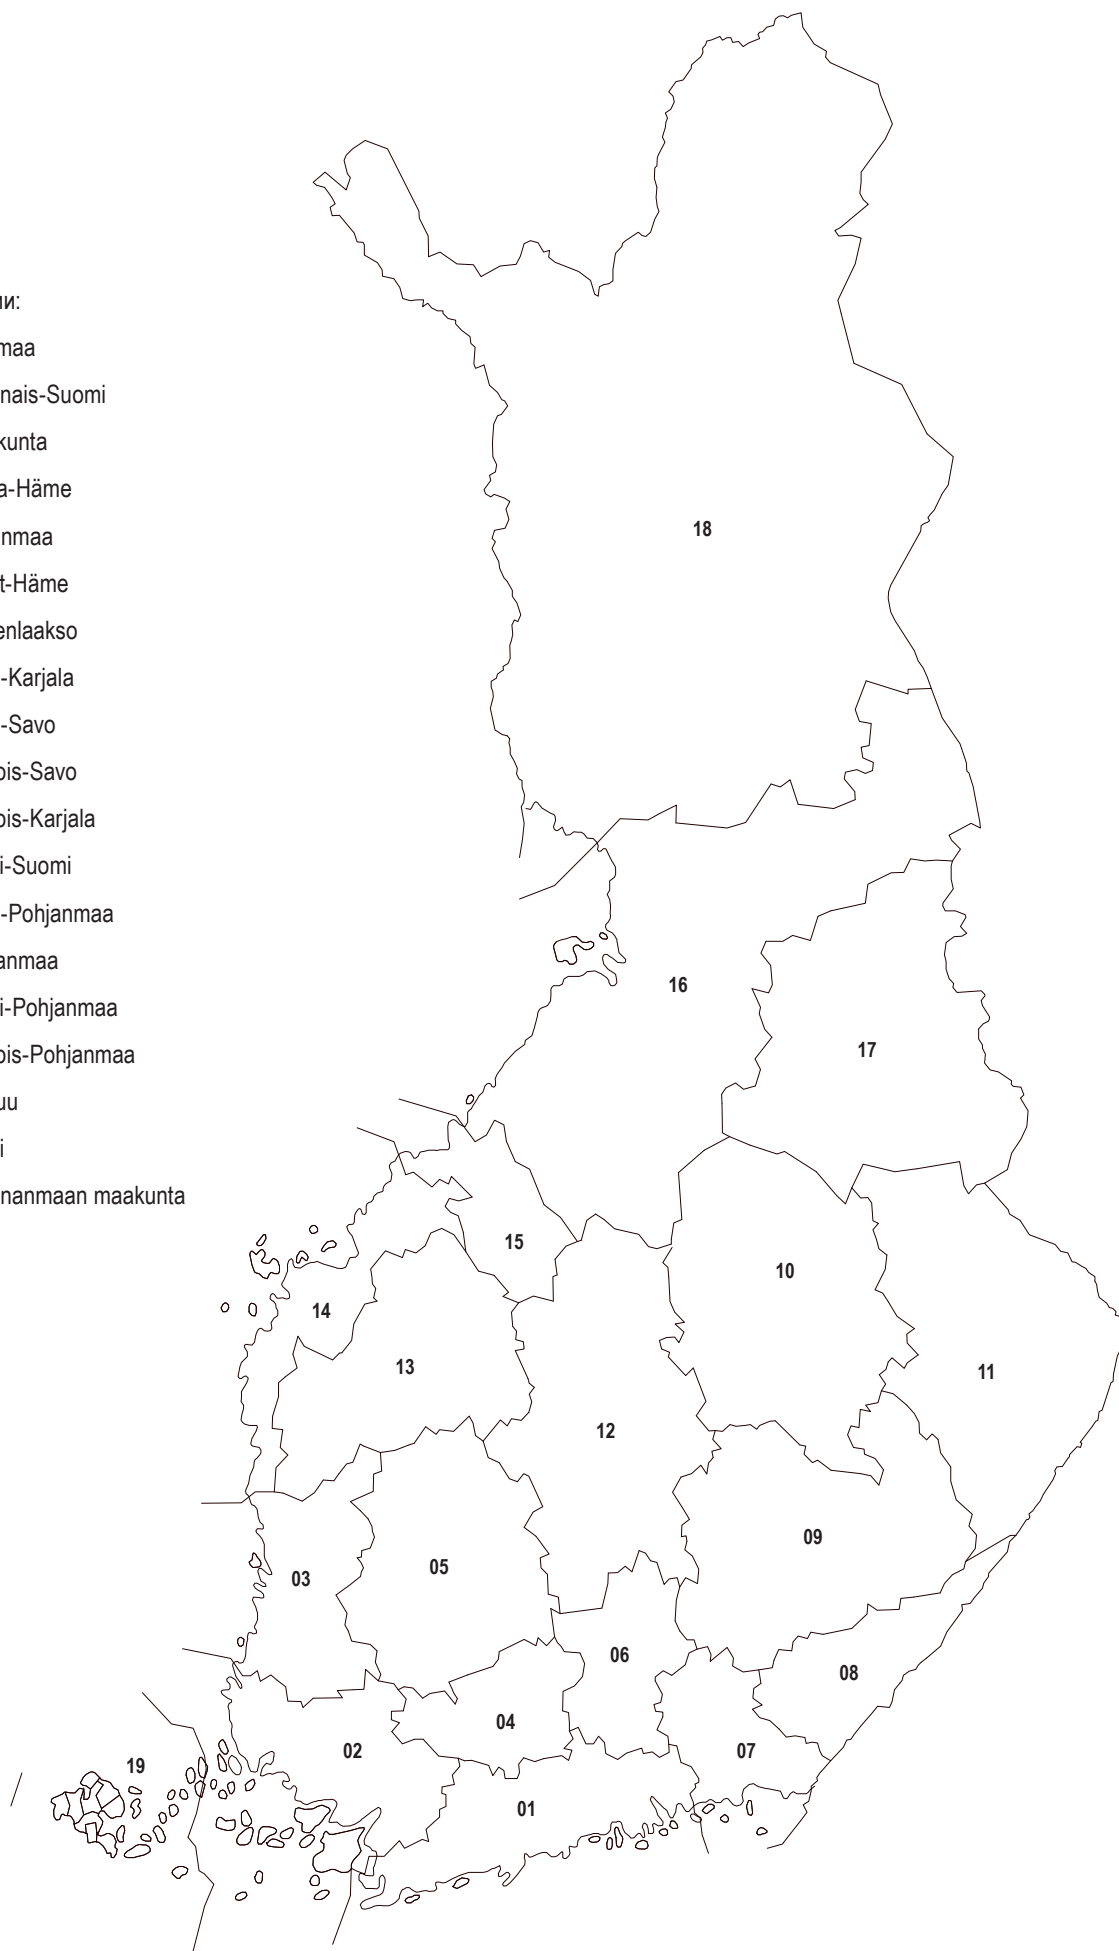 ии:
maa
nais-Suomi
kunta
a-Häme
nmaa
t-Häme
enlaakso
-Karjala
-Savo
ois-Savo
ois-Karjala
i-Suomi
-Pohjanmaa
anmaa
i-Pohjanmaa
ois-Pohjanmaa
uu
i
nanmaan maakunta
18
16
17
15
10
14
13
11
12
09
05
03
06
08
04
02
07
19
01